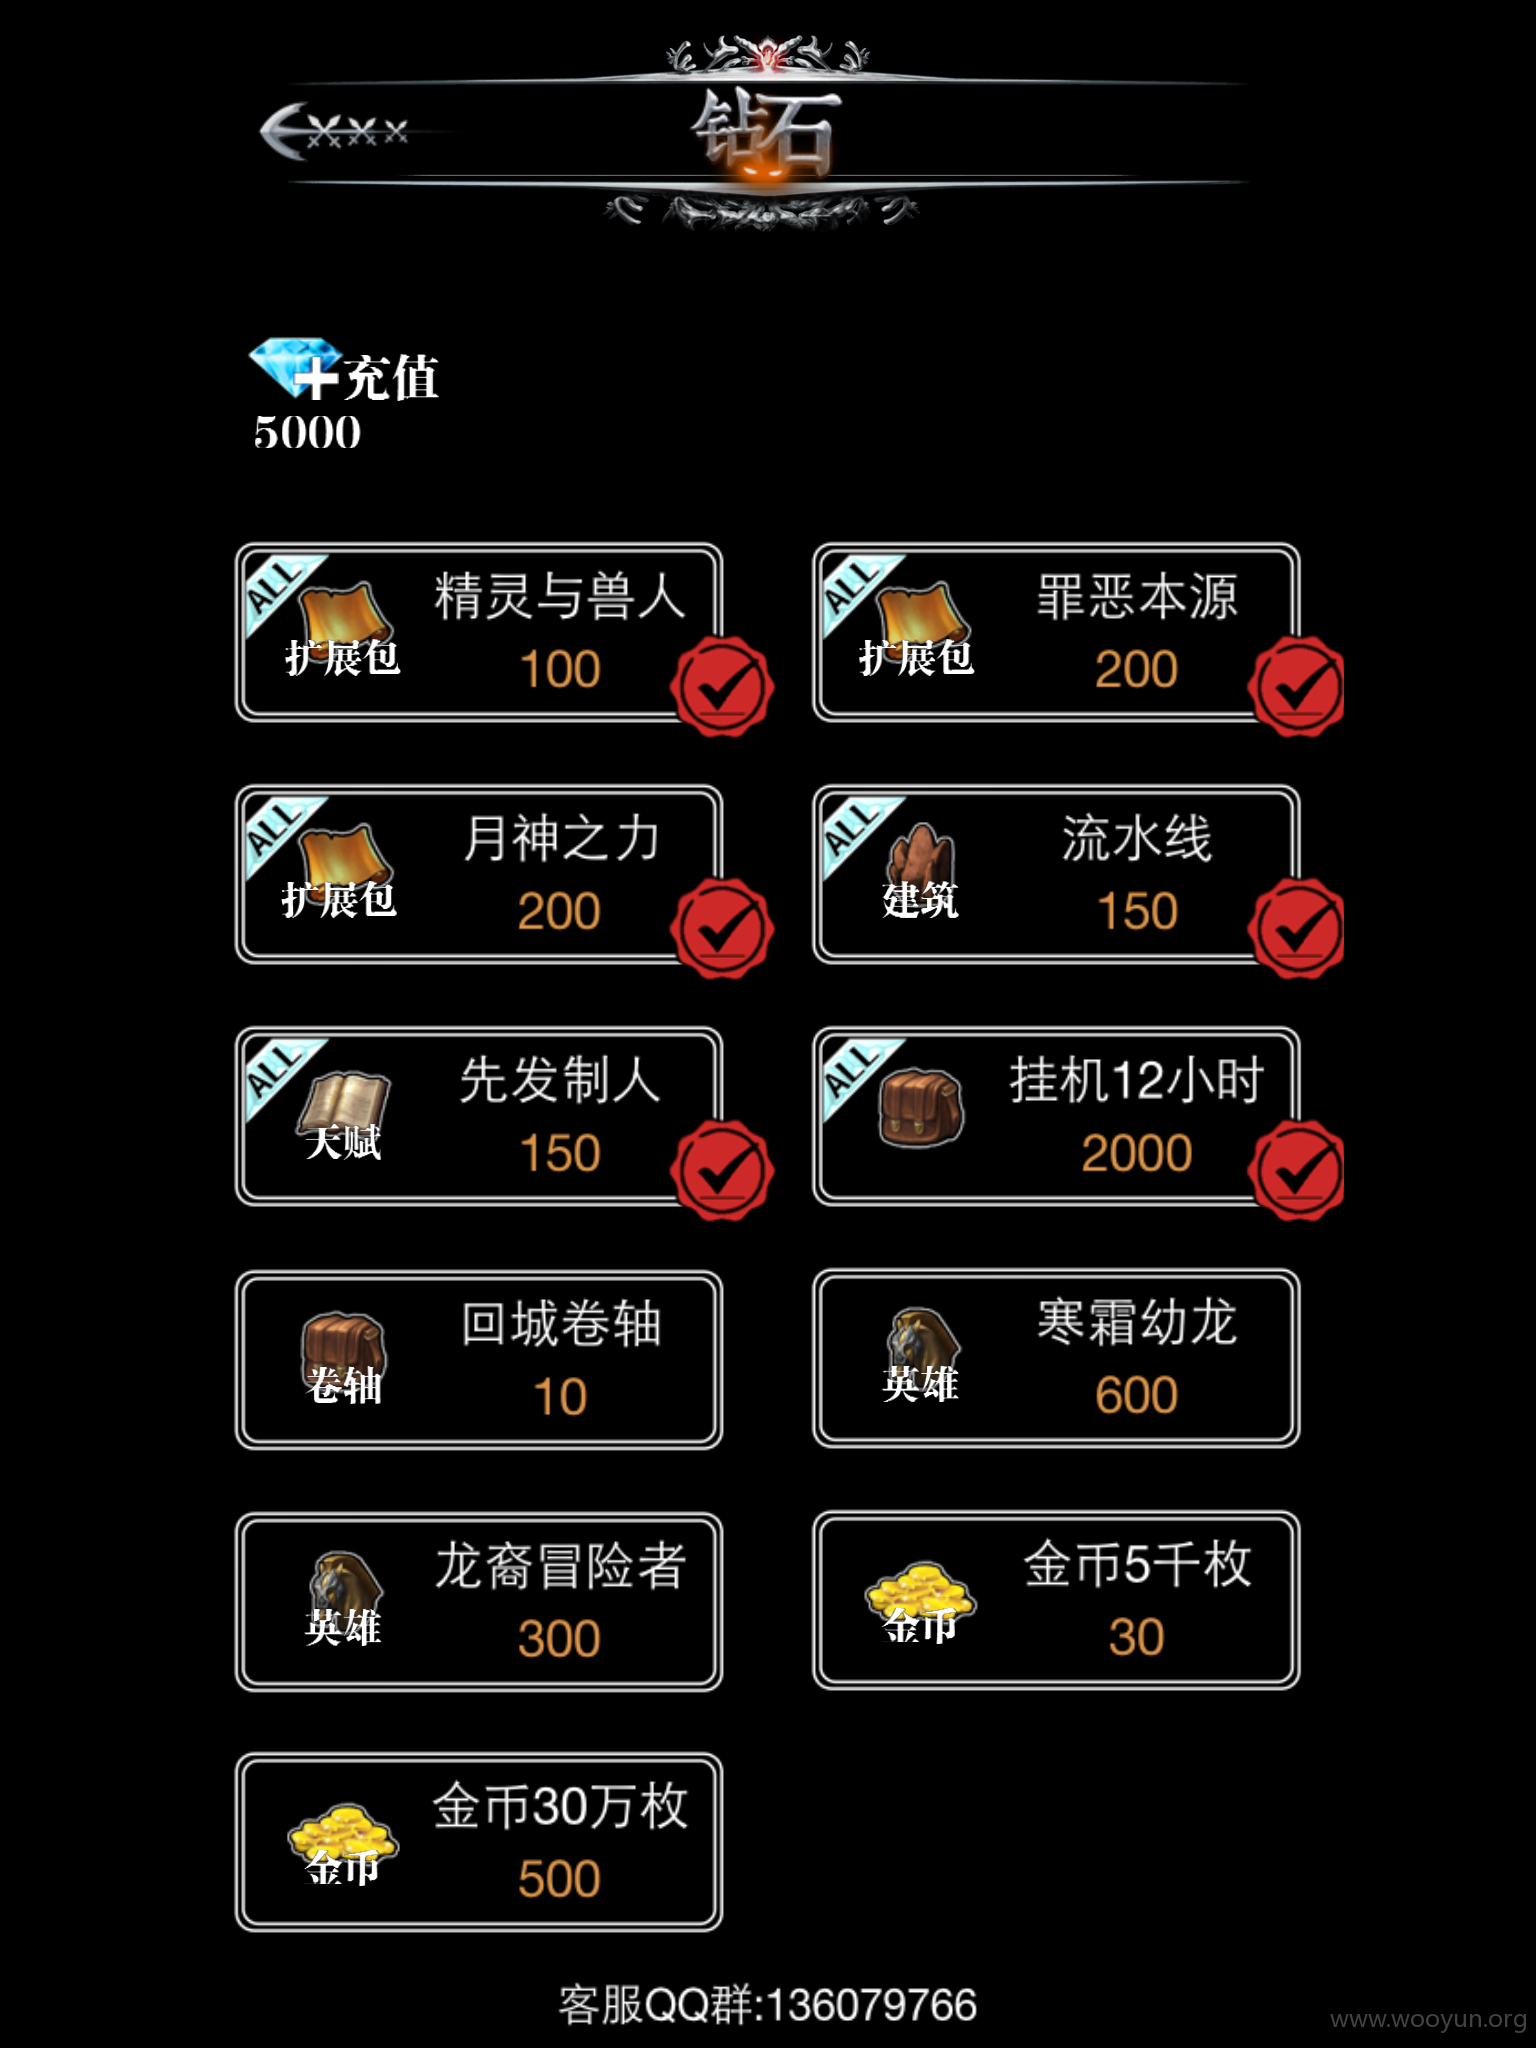 钻石
充值
5000
ALL
精灵与兽人
扩展包
100
ALL
罪恶本源
扩展包
200
ALL
月神之力
扩展包
200
ALL
流水线
建筑
150
ALL
先发制人
天赋
150
ALL
挂机12小时
2000
回城卷轴
卷轴
10
寒霜幼龙
英雄
600
龙裔冒险者
英雄
300
金币5千枚
金币
30
金币30万枚
金币
500
客服QQ群:136079766
www.wooyun.org